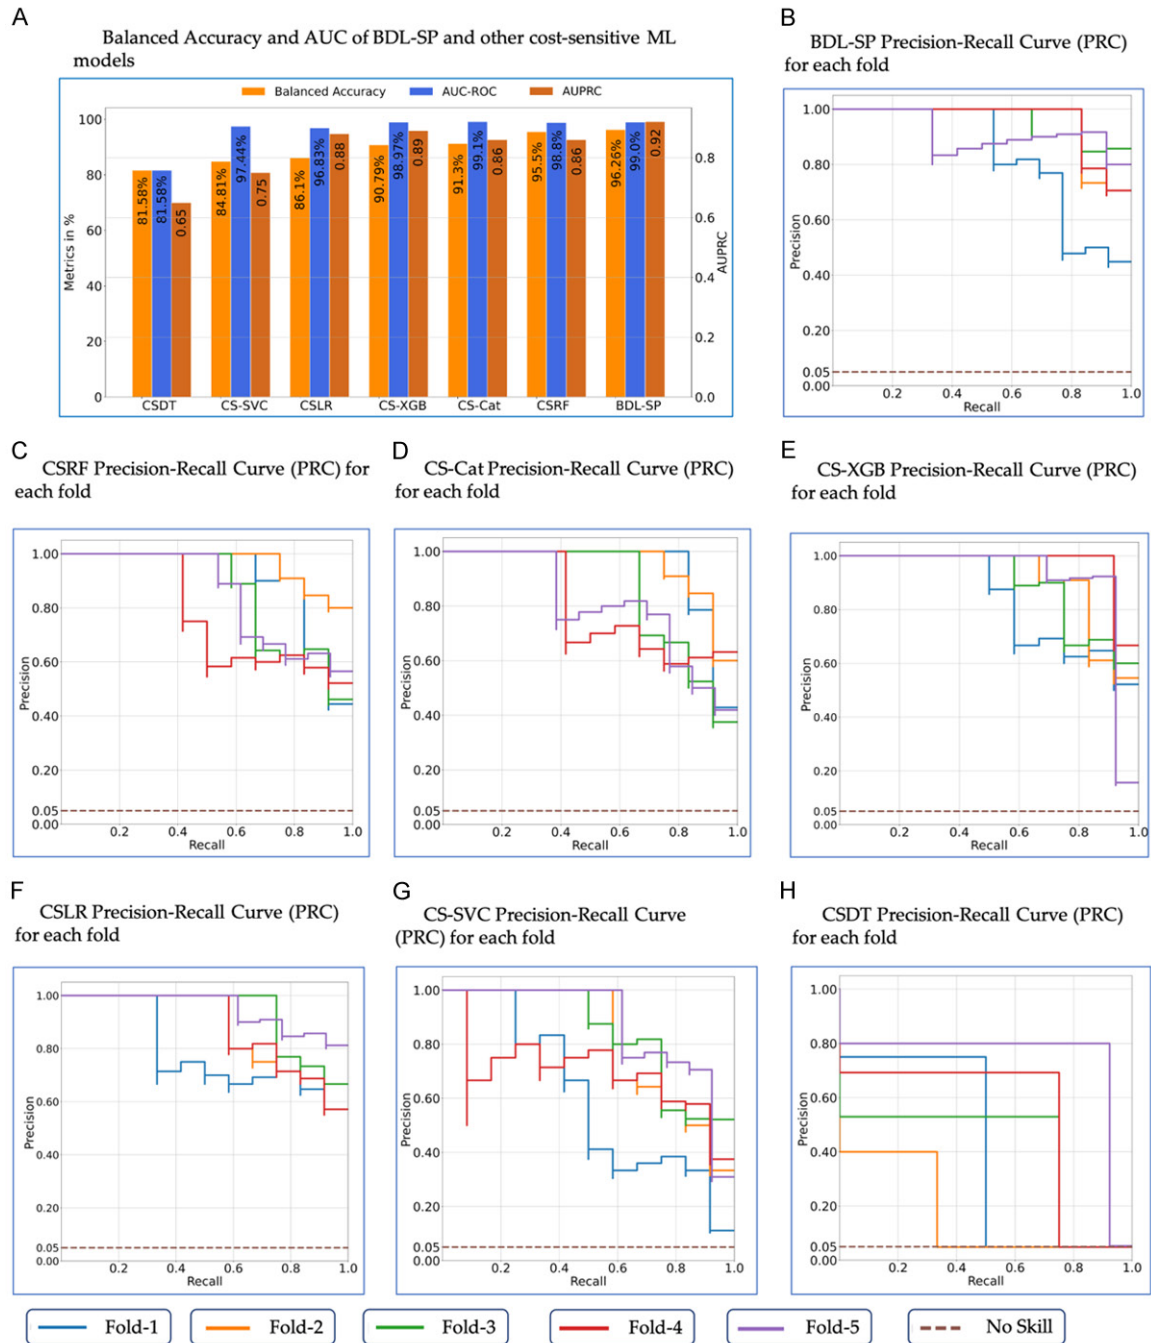 A
Balanced Accuracy and AUC of BDL-SP and other cost-sensitive ML
models
Balanced Accuracy AUC-ROC AUPRC
Metrics in %
100
80
60
40
20
0
81.58% 81.58% 0.65 84.81% 97.44% 0.75 86.1% 96.83% 0.88 90.79% 98.97% 0.89 91.3% 99.1% 0.86 95.5% 98.8% 0.86 96.26% 99.0% 0.92
0.8
0.6
0.4
0.2
0.0
AUPRC
CSDT CS-SVC CSLR CS-XGB CS-Cat CSRF BDL-SP
B
BDL-SP Precision-Recall Curve (PRC)
for each fold
Precision
1.00
0.80
0.60
0.40
0.20
0.05
0.00
0.2 0.4 0.6 0.8 1.0
Recall
C
CSRF Precision-Recall Curve (PRC) for
each fold
Precision
1.00
0.80
0.60
0.40
0.20
0.05
0.00
0.2 0.4 0.6 0.8 1.0
Recall
D
CS-Cat Precision-Recall Curve (PRC)
for each fold
Precision
1.00
0.80
0.60
0.40
0.20
0.05
0.00
0.2 0.4 0.6 0.8 1.0
Recall
E
CS-XGB Precision-Recall Curve (PRC)
for each fold
Precision
1.00
0.80
0.60
0.40
0.20
0.05
0.00
0.2 0.4 0.6 0.8 1.0
Recall
F
CSLR Precision-Recall Curve (PRC)
for each fold
Precision
1.00
0.80
0.60
0.40
0.20
0.05
0.00
0.2 0.4 0.6 0.8 1.0
Recall
G
CS-SVC Precision-Recall Curve
(PRC) for each fold
Precision
1.00
0.80
0.60
0.40
0.20
0.05
0.00
0.2 0.4 0.6 0.8 1.0
Recall
H
CSDT Precision-Recall Curve (PRC)
for each fold
Precision
1.00
0.80
0.60
0.40
0.20
0.05
0.00
0.2 0.4 0.6 0.8 1.0
Recall
Fold-1 Fold-2 Fold-3 Fold-4 Fold-5 No Skill